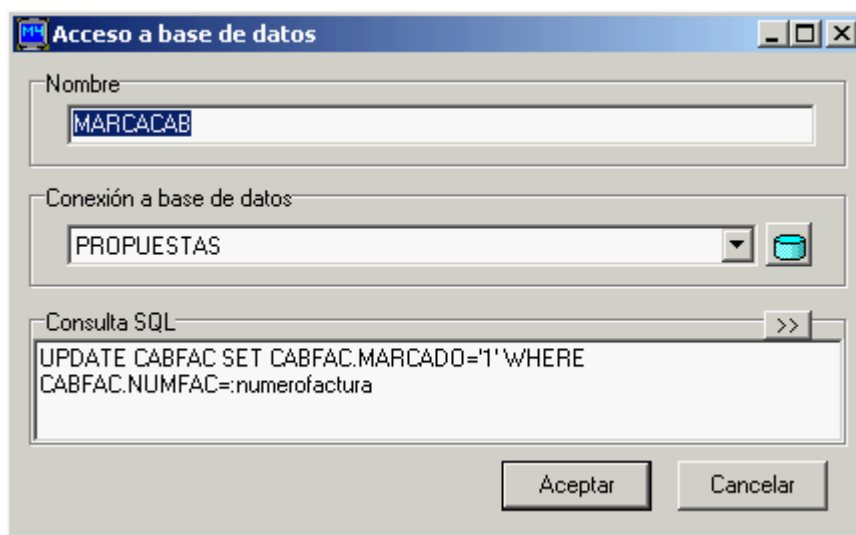 Acceso a base de datos
Nombre
MARCACAB
Conexión a base de datos
PROPUESTAS
Consulta SQL
>>
UPDATE CABFAC SET CABFAC.MARCADO='1' WHERE
CABFAC.NUMFAC=:numerofactura
Aceptar
Cancelar